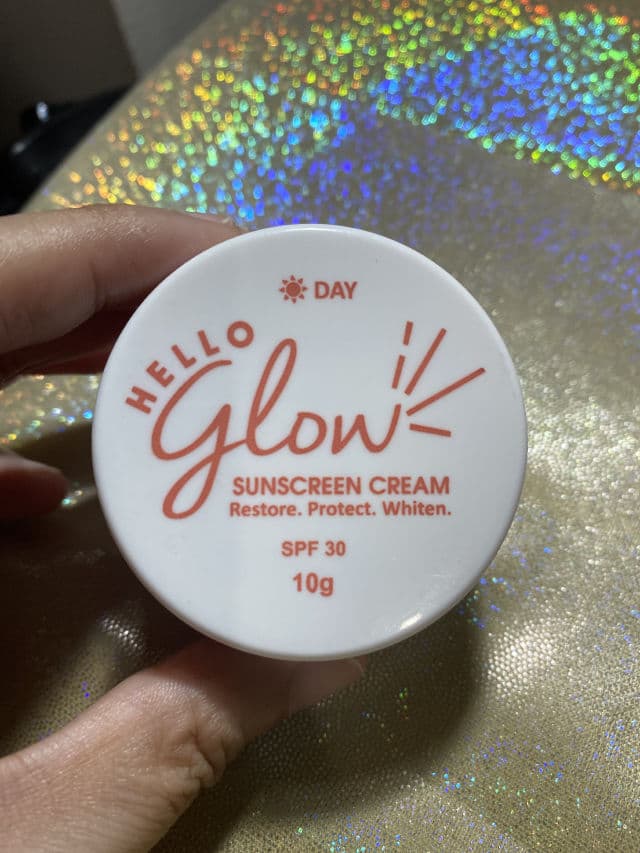 DAY
HELLO
Glow
SUNSCREEN CREAM
Restore. Protect. Whiten.
SPF 30
10g